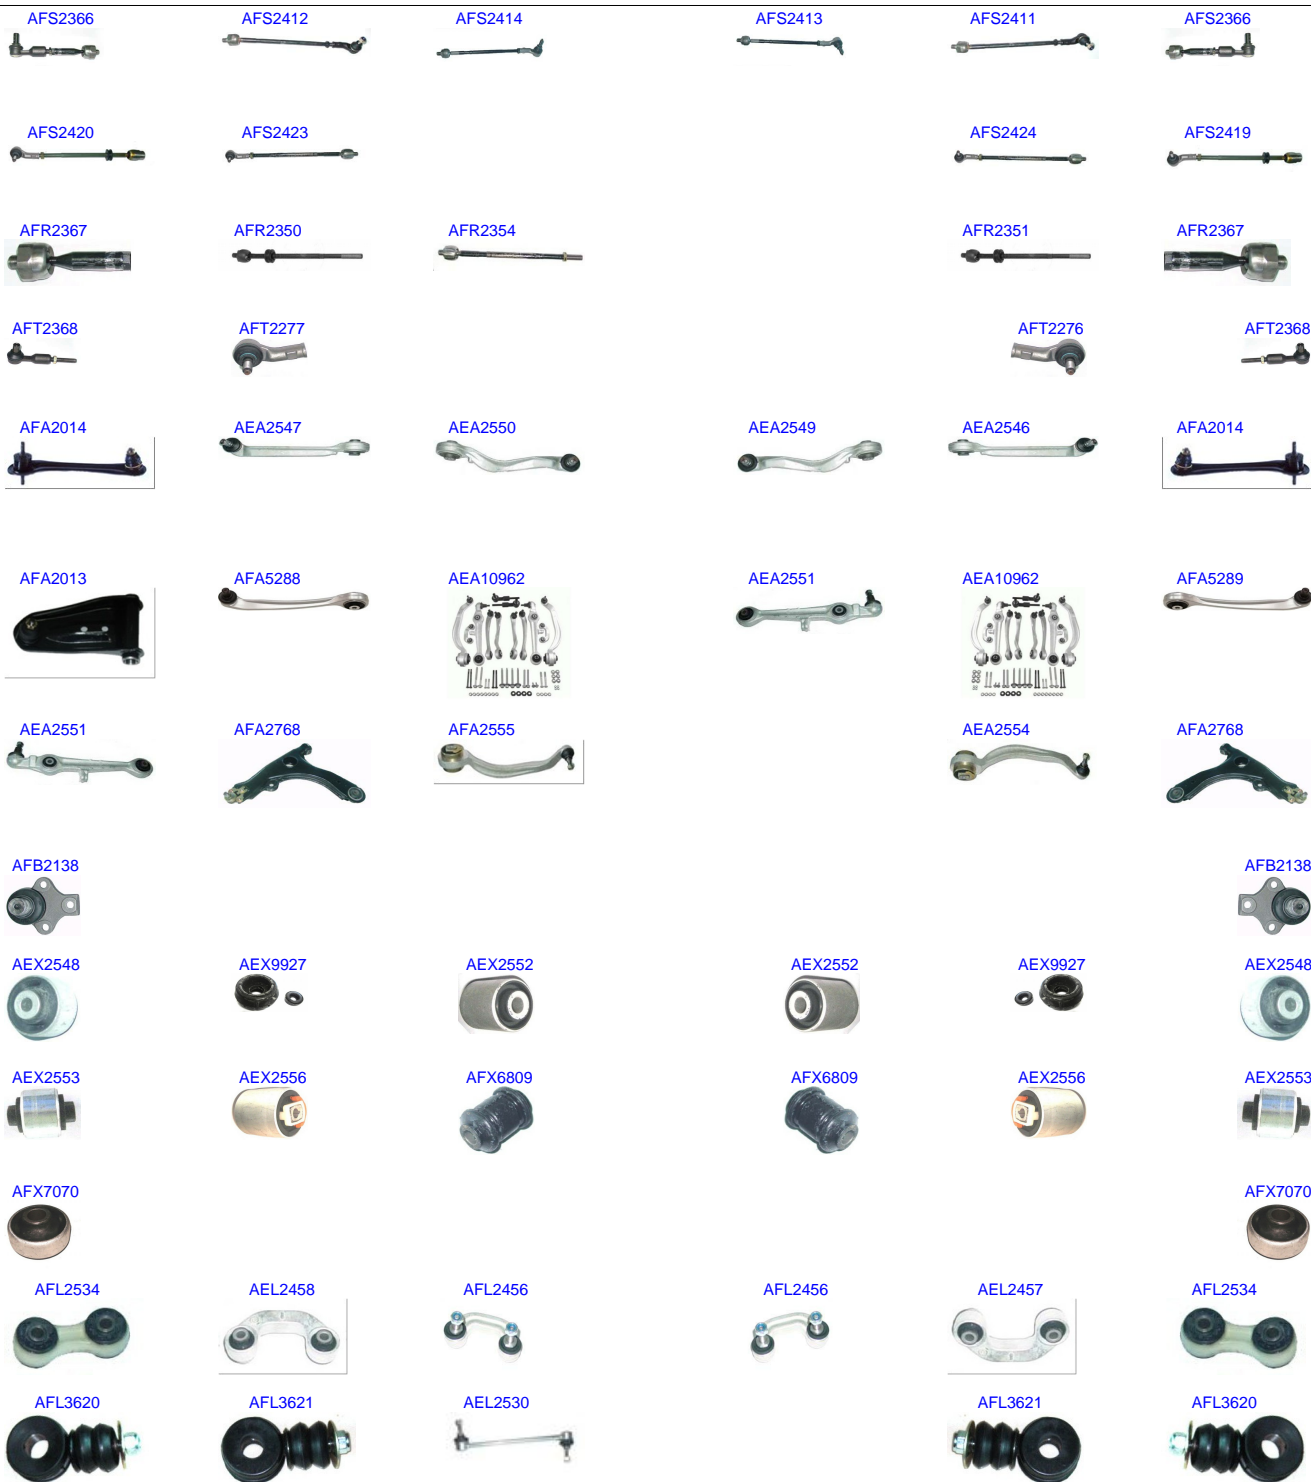 AFS2366 AFS2412 AFS2414 AFS2413 AFS2411 AFS2366
AFS2420 AFS2423 AFS2424 AFS2419
AFR2367 AFR2350 AFR2354 AFR2351 AFR2367
AFT2368 AFT2277 AFT2276 AFT2368
AFA2014 AEA2547 AEA2550 AEA2549 AEA2546 AFA2014
AFA2013 AFA5288 AEA10962 AEA2551 AEA10962 AFA5289
AEA2551 AFA2768 AFA2555 AEA2554 AFA2768
AFB2138 AFB2138
AEX2548 AEX9927 AEX2552 AEX2552 AEX9927 AEX2548
AEX2553 AEX2556 AFX6809 AFX6809 AEX2556 AEX2553
AFX7070 AFX7070
AFL2534 AEL2458 AFL2456 AFL2456 AEL2457 AFL2534
AFL3620 AFL3621 AEL2530 AFL3621 AFL3620